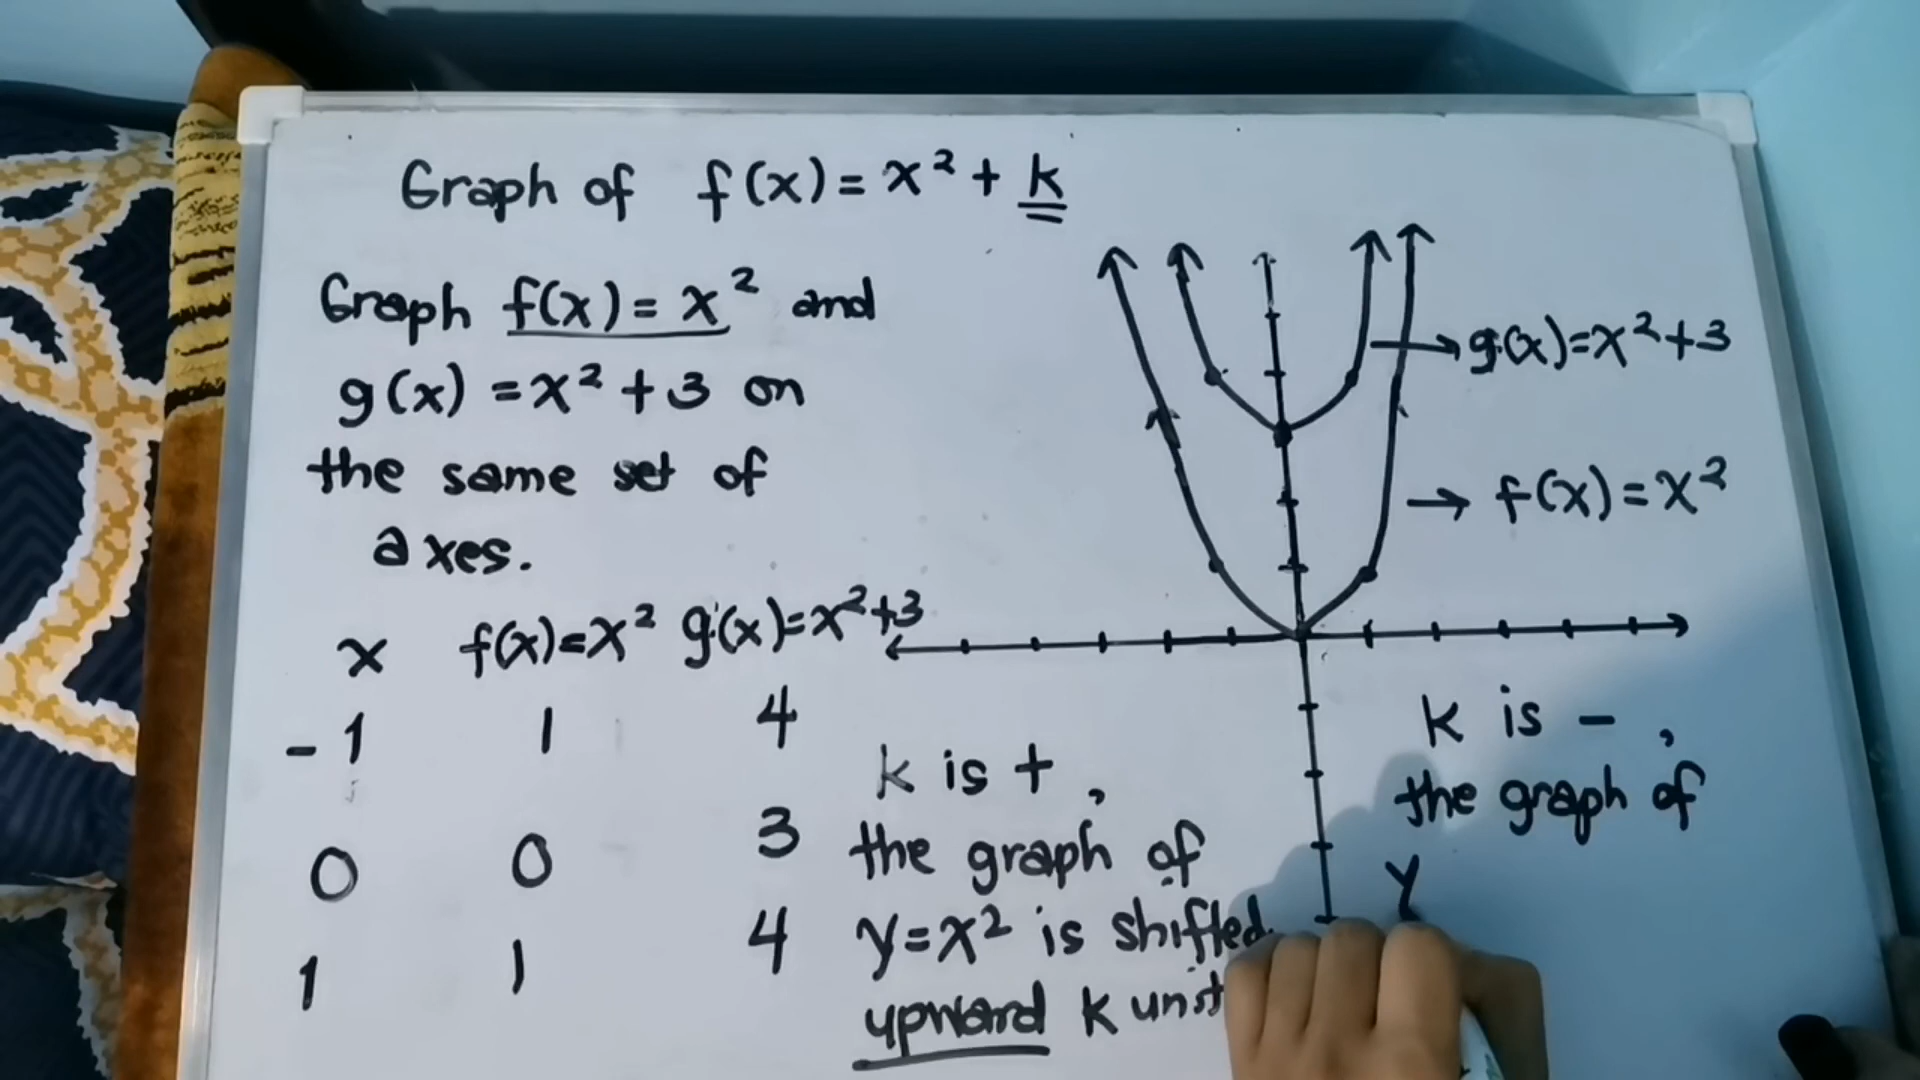 Graph of f(x) = x² + k
Graph f(x) = x² and
g(x) = x² + 3 on
the same set of
axes.
x f(x)=x² g(x)=x²+3
-1 1 4
0 0 3
1 1 4
g(x)=x²+3
→ f(x)=x²
k is +,
the graph of
y=x² is shifted
upward k unit
k is -,
the graph of
y